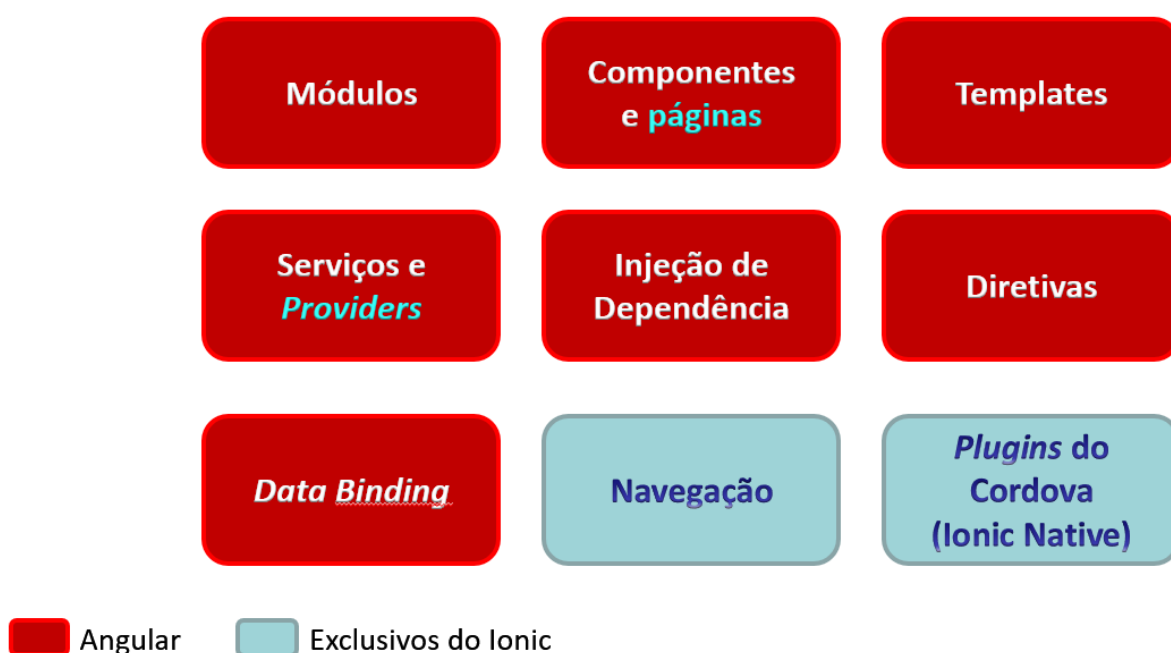 Módulos
Componentes
e páginas
Templates
Serviços e
Providers
Injeção de
Dependência
Diretivas
Data Binding
Navegação
Plugins do
Cordova
(Ionic Native)
Angular
Exclusivos do Ionic